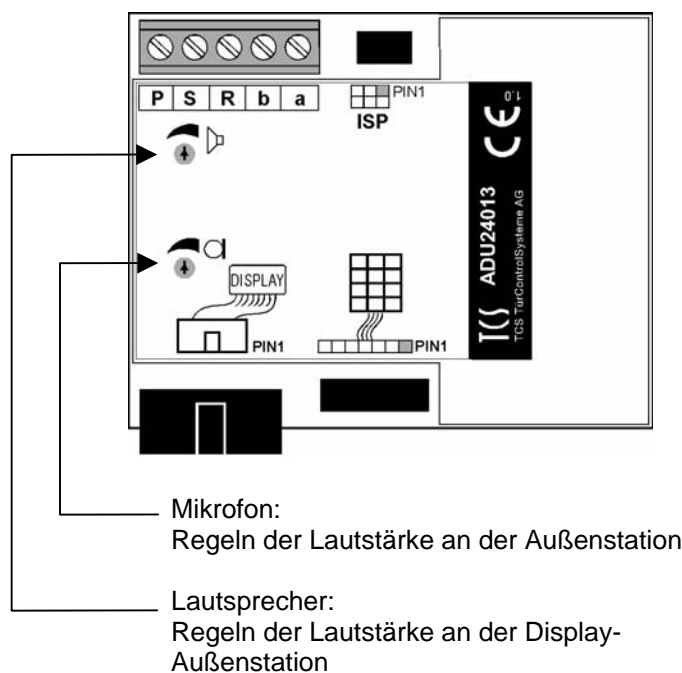 P S R b a
PIN1
ISP
DISPLAY
PIN1
PIN1
1.0
CE
TCS ADU24013
TCS TürControlSysteme AG
Mikrofon:
Regeln der Lautstärke an der Außenstation
Lautsprecher:
Regeln der Lautstärke an der Display-
Außenstation